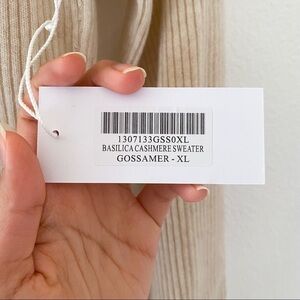 1307133GSS0XL
BASILICA CASHMERE SWEATER
GOSSAMER - XL